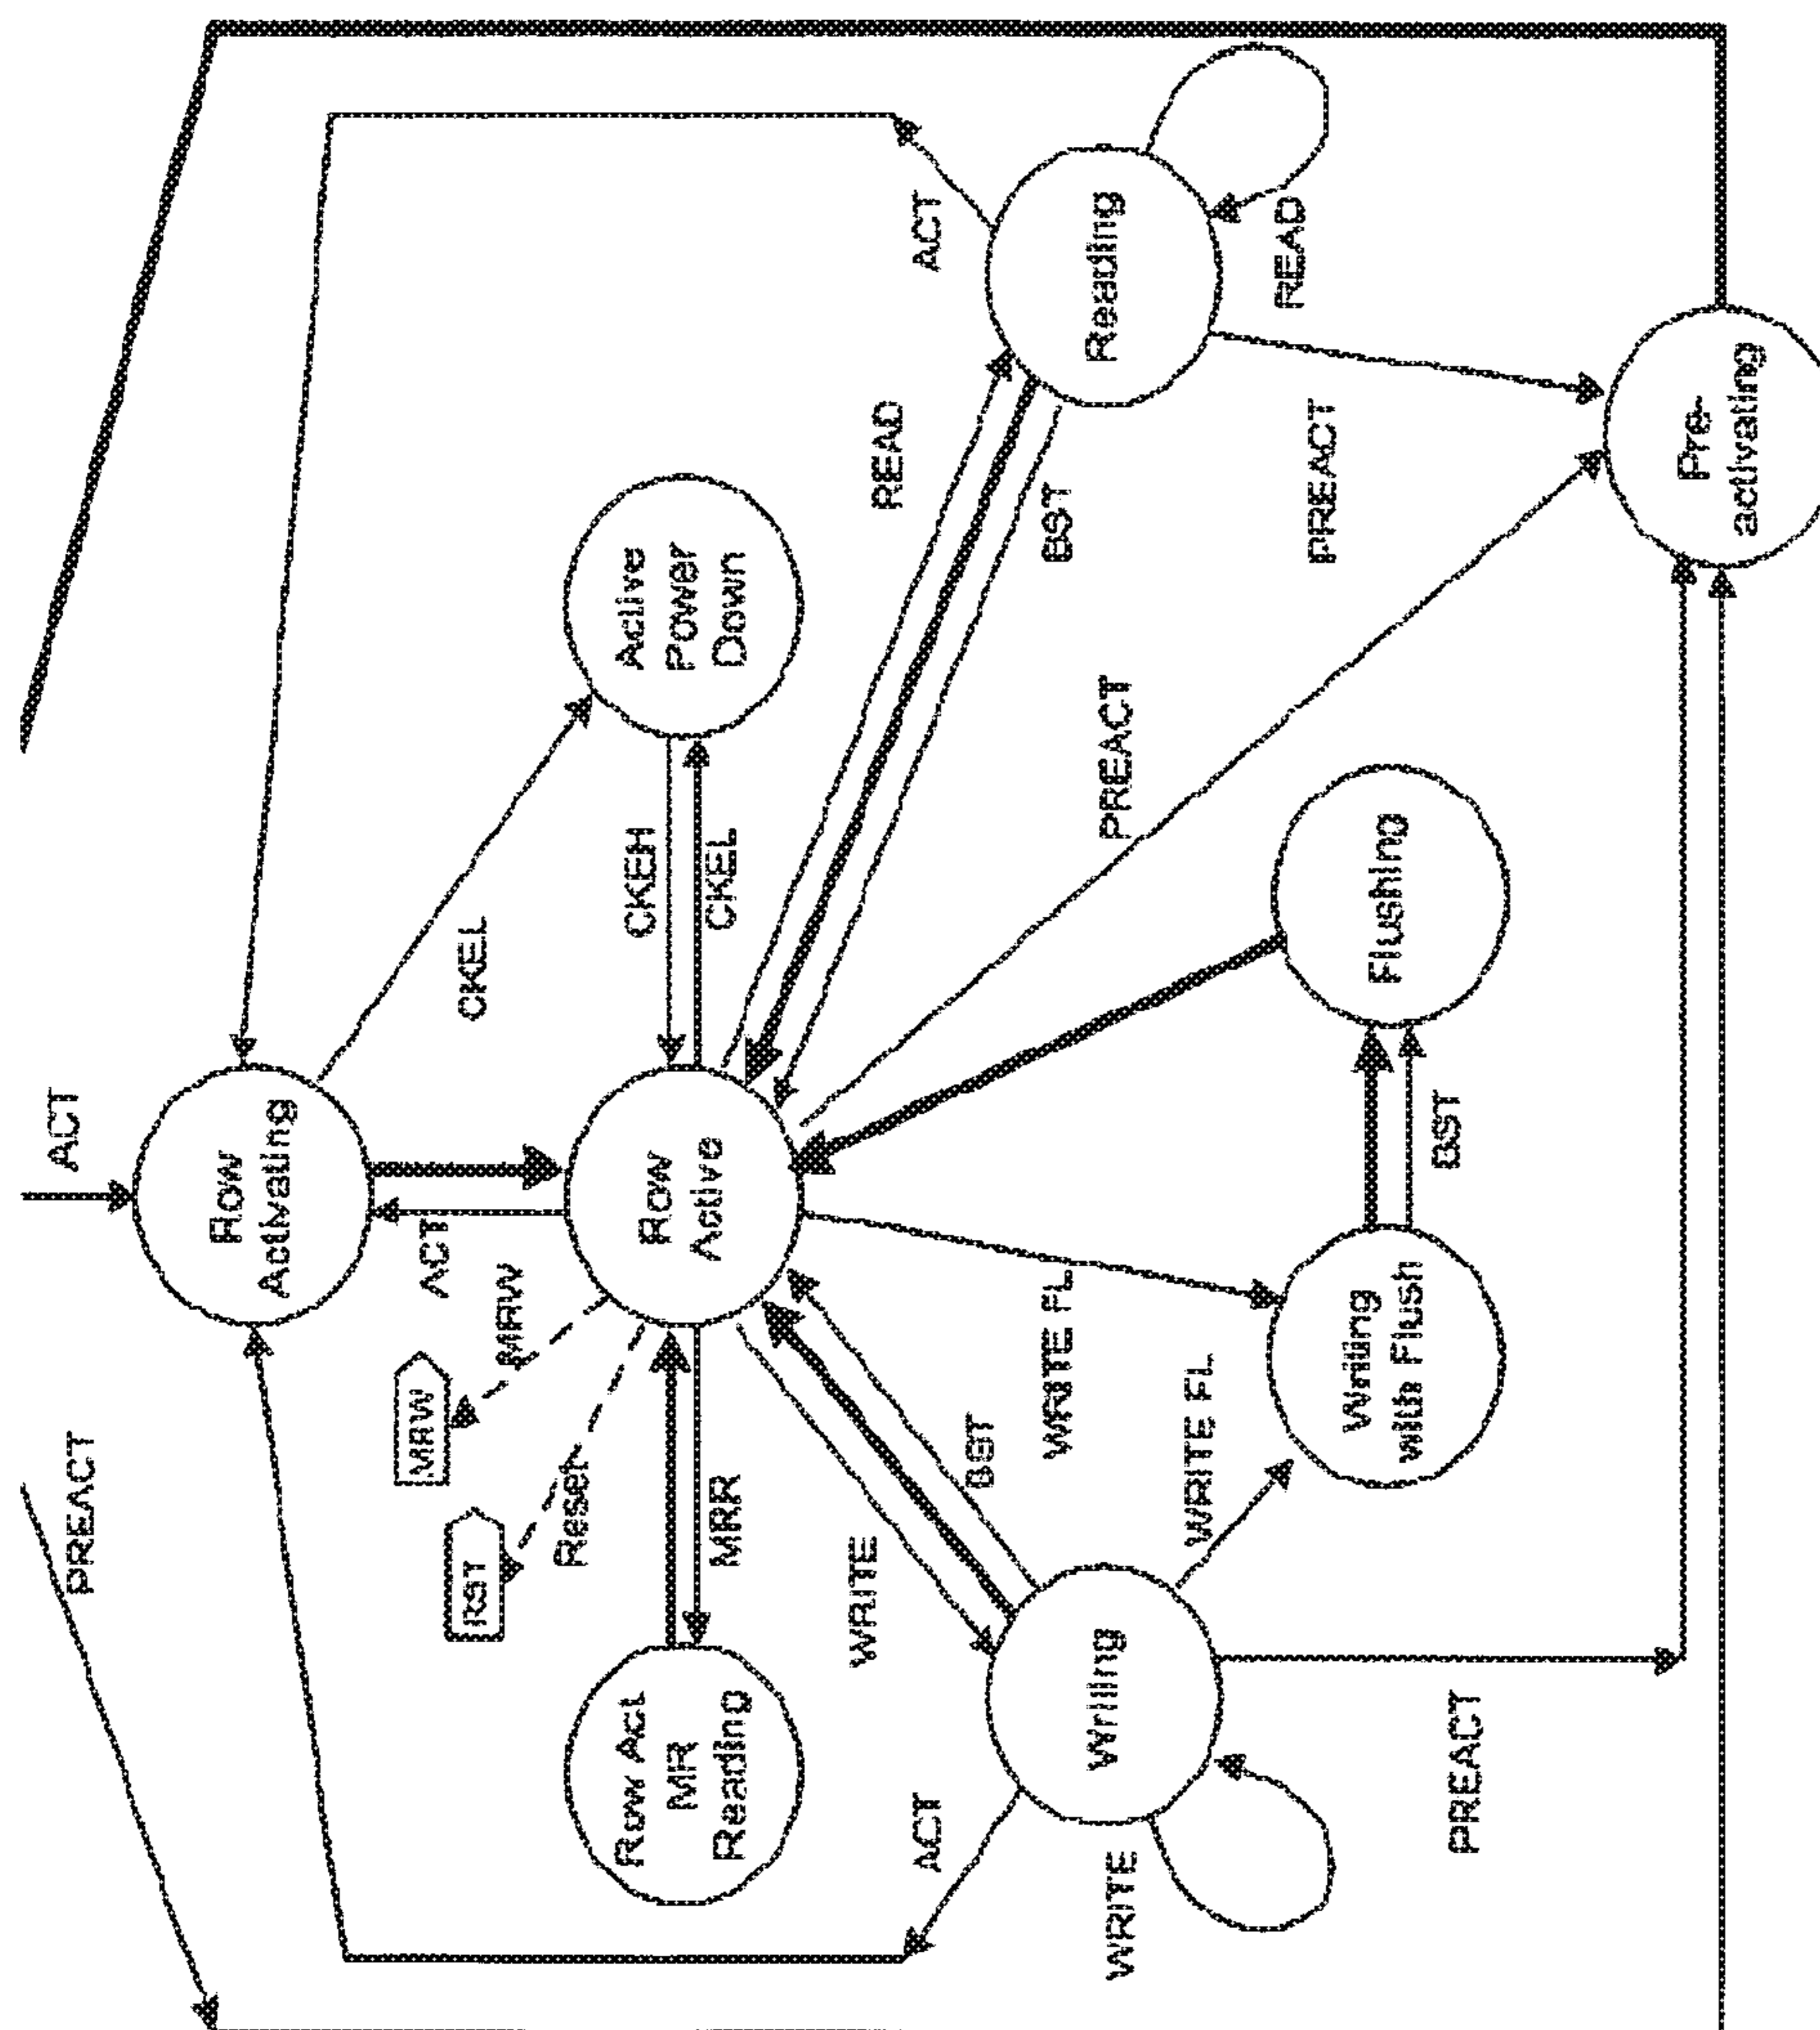 PREACT
ACT
Row
Activating
ACT
CKEL
MRW
MRW
RST
Reset
Row Act
MR
Reading
MRR
Row
Active
CKEH
CKEL
Active
Power
Down
ACT
WRITE
BST
WRITE FL
PREACT
READ
BST
ACT
Writing
WRITE
WRITE FL
Reading
READ
PREACT
Writing
with Flush
BST
Flushing
PREACT
Pre-
activating